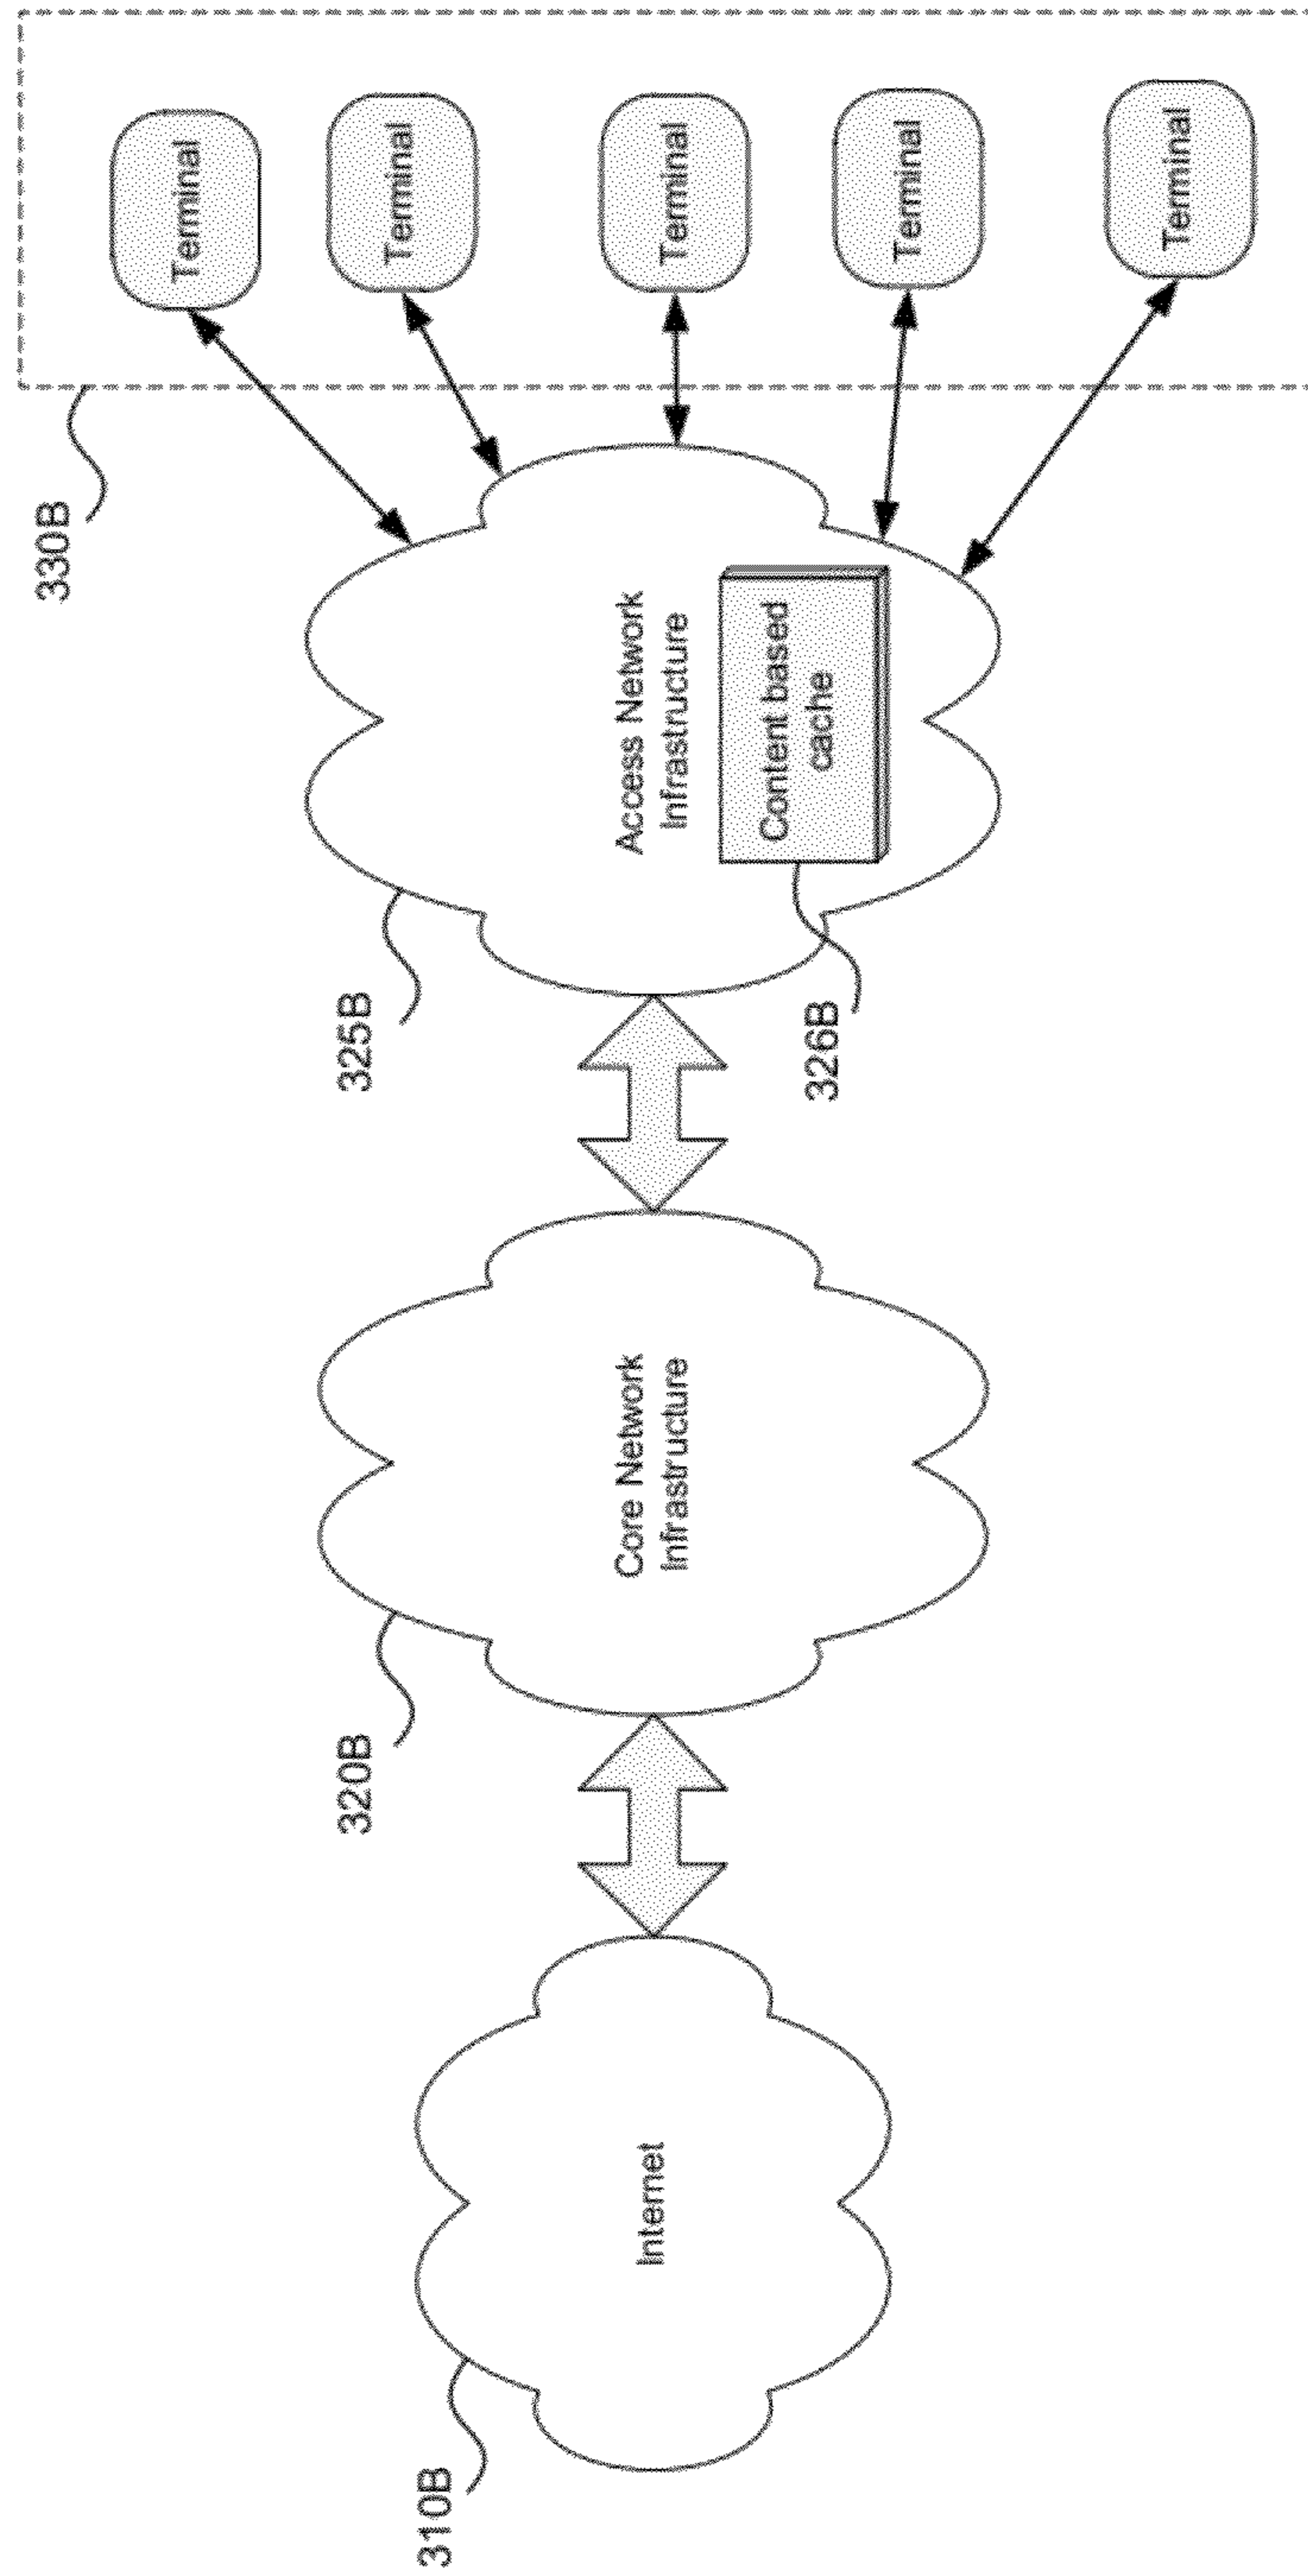 310B
Internet
320B
Core Network
Infrastructure
325B
Access Network
Infrastructure
Content based
cache
326B
330B
Terminal
Terminal
Terminal
Terminal
Terminal